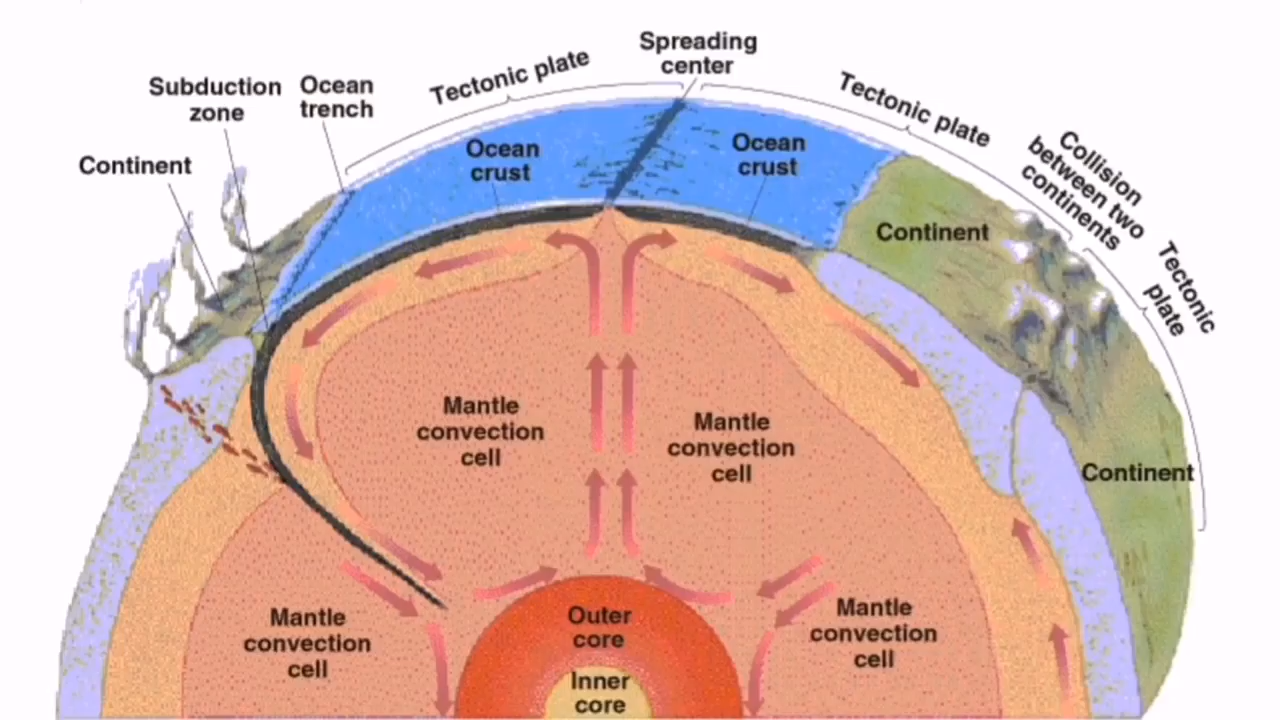 Spreading
center
Tectonic plate
Subduction
zone
Ocean
trench
Tectonic plate
Continent
Ocean
crust
Ocean
crust
Collision
between two
continents
Continent
Tectonic
plate
Mantle
convection
cell
Mantle
convection
cell
Continent
Mantle
convection
cell
Outer
core
Mantle
convection
cell
Inner
core